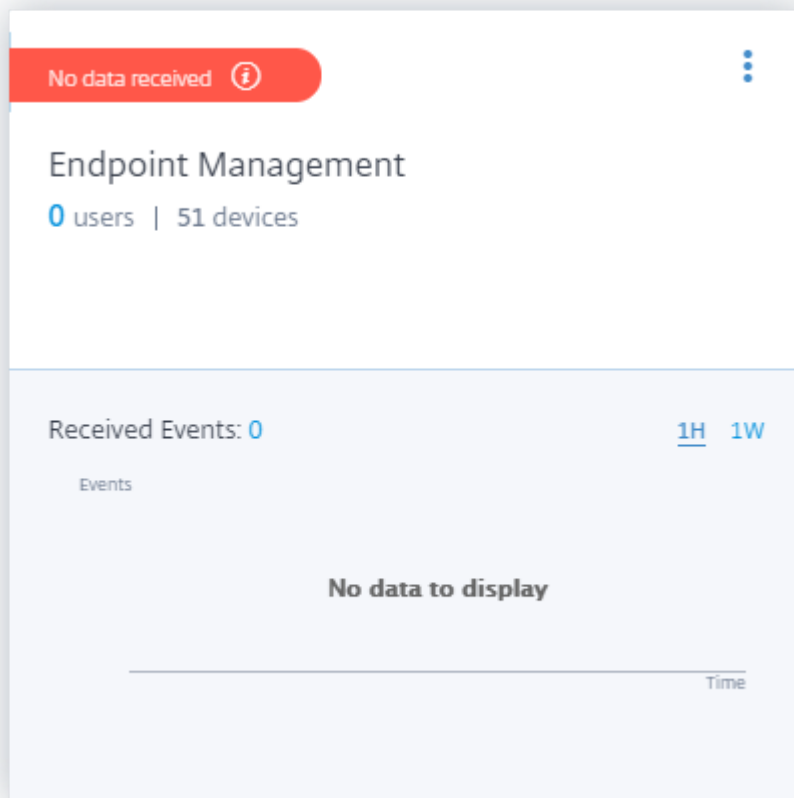 No data received
Endpoint Management
0 users | 51 devices
Received Events: 0 1H 1W
Events
No data to display
Time